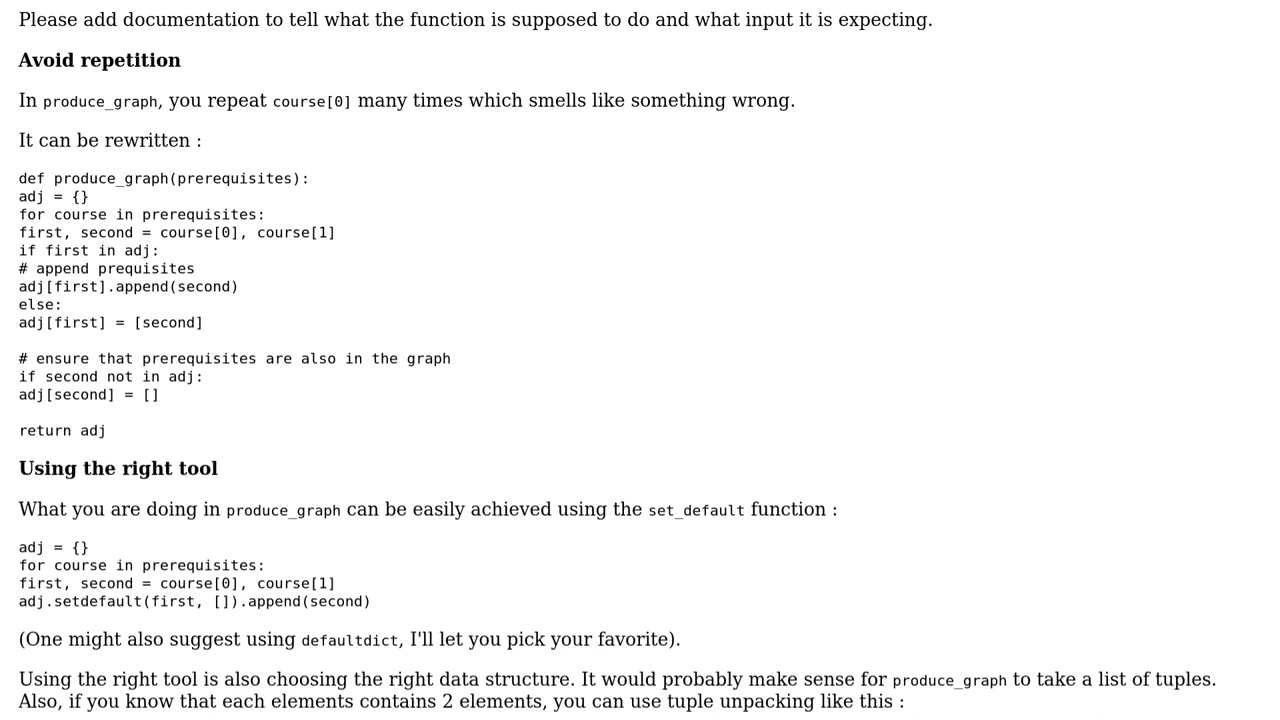 Please add documentation to tell what the function is supposed to do and what input it is expecting.
Avoid repetition
In produce_graph, you repeat course[0] many times which smells like something wrong.
It can be rewritten :
def produce_graph(prerequisites):
adj = {}
for course in prerequisites:
first, second = course[0], course[1]
if first in adj:
# append prequisites
adj[first].append(second)
else:
adj[first] = [second]
# ensure that prerequisites are also in the graph
if second not in adj:
adj[second] = []
return adj
Using the right tool
What you are doing in produce_graph can be easily achieved using the set_default function :
adj = {}
for course in prerequisites:
first, second = course[0], course[1]
adj.setdefault(first, []).append(second)
(One might also suggest using defaultdict, I'll let you pick your favorite).
Using the right tool is also choosing the right data structure. It would probably make sense for produce_graph to take a list of tuples.
Also, if you know that each elements contains 2 elements, you can use tuple unpacking like this :